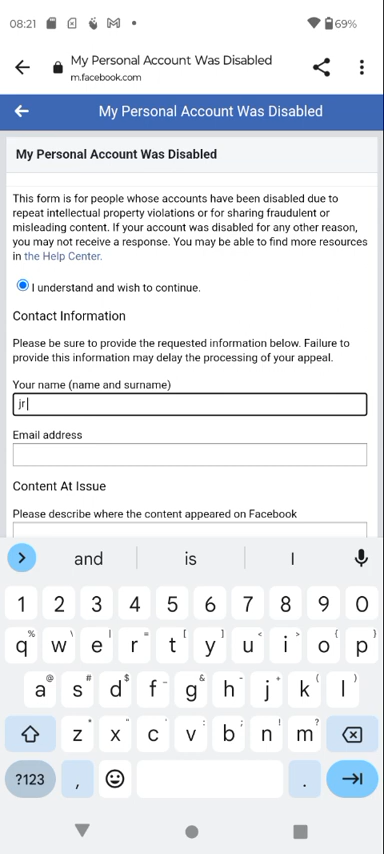 08:21 69%
My Personal Account Was Disabled
m.facebook.com
My Personal Account Was Disabled
My Personal Account Was Disabled
This form is for people whose accounts have been disabled due to
repeat intellectual property violations or for sharing fraudulent or
misleading content. If your account was disabled for any other reason,
you may not receive a response. You may be able to find more resources
in the Help Center.
I understand and wish to continue.
Contact Information
Please be sure to provide the requested information below. Failure to
provide this information may delay the processing of your appeal.
Your name (name and surname)
jr
Email address
Content At Issue
Please describe where the content appeared on Facebook
and is I
1 2 3 4 5 6 7 8 9 0
% \ | = [ ] < > { }
q w e r t y u i o p
@ # $ _ & - + ( )
a s d f g h j k l
* " ' : ; ! ?
z x c v b n m
?123 , .